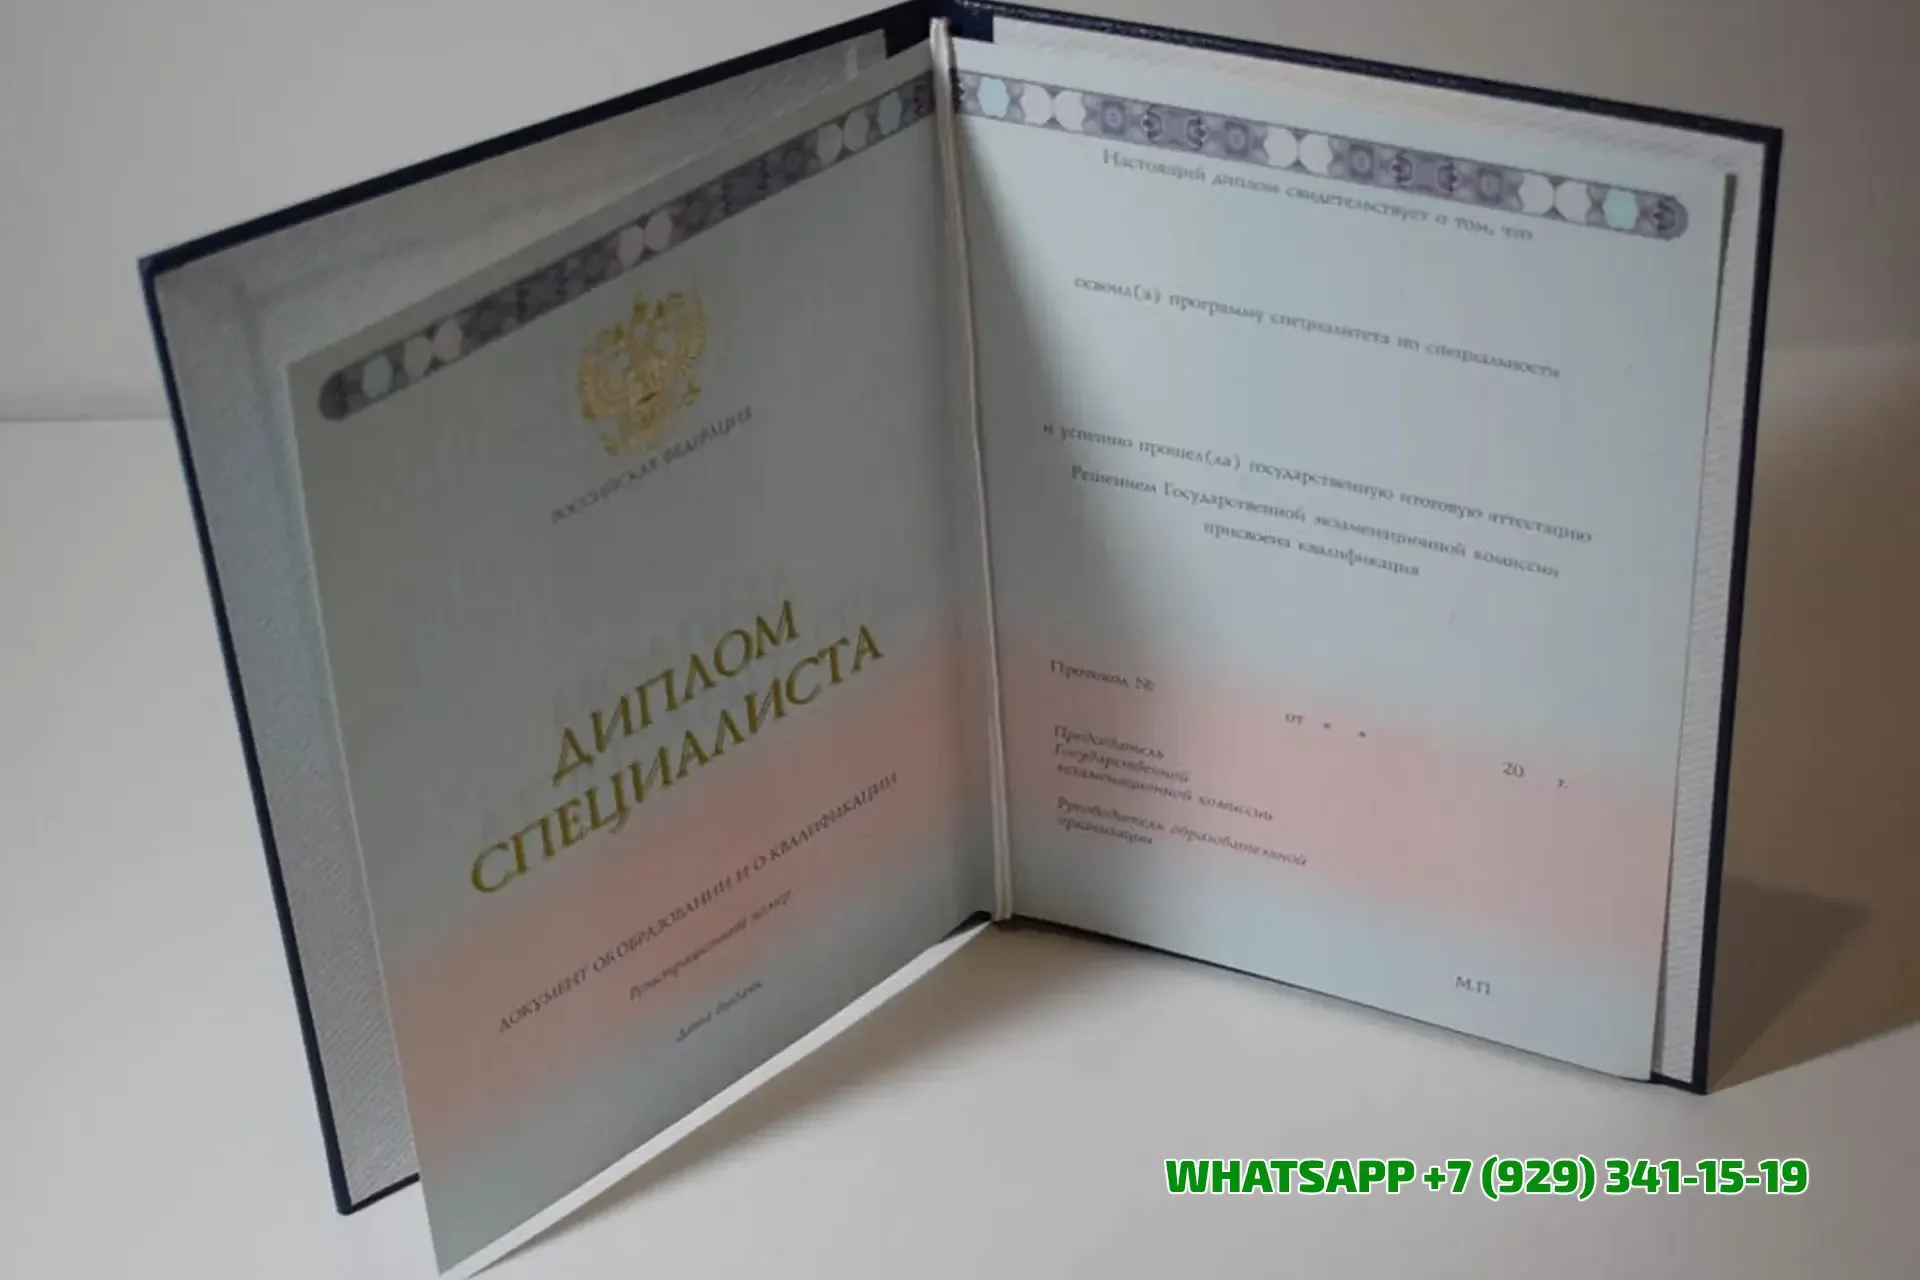 РОССИЙСКАЯ ФЕДЕРАЦИЯ
ДИПЛОМ
СПЕЦИАЛИСТА
ДОКУМЕНТ ОБ ОБРАЗОВАНИИ И О КВАЛИФИКАЦИИ
Регистрационный номер
Дата выдачи
Настоящий диплом свидетельствует о том, что
освоил(а) программу специалитета по специальности
и успешно прошел(ла) государственную итоговую аттестацию
Решением Государственной экзаменационной комиссии
присвоена квалификация
Протокол №
от « »
20 г.
Председатель
Государственной
экзаменационной комиссии
Руководитель образовательной
организации
М.П.
WHATSAPP +7 (929) 341-15-19